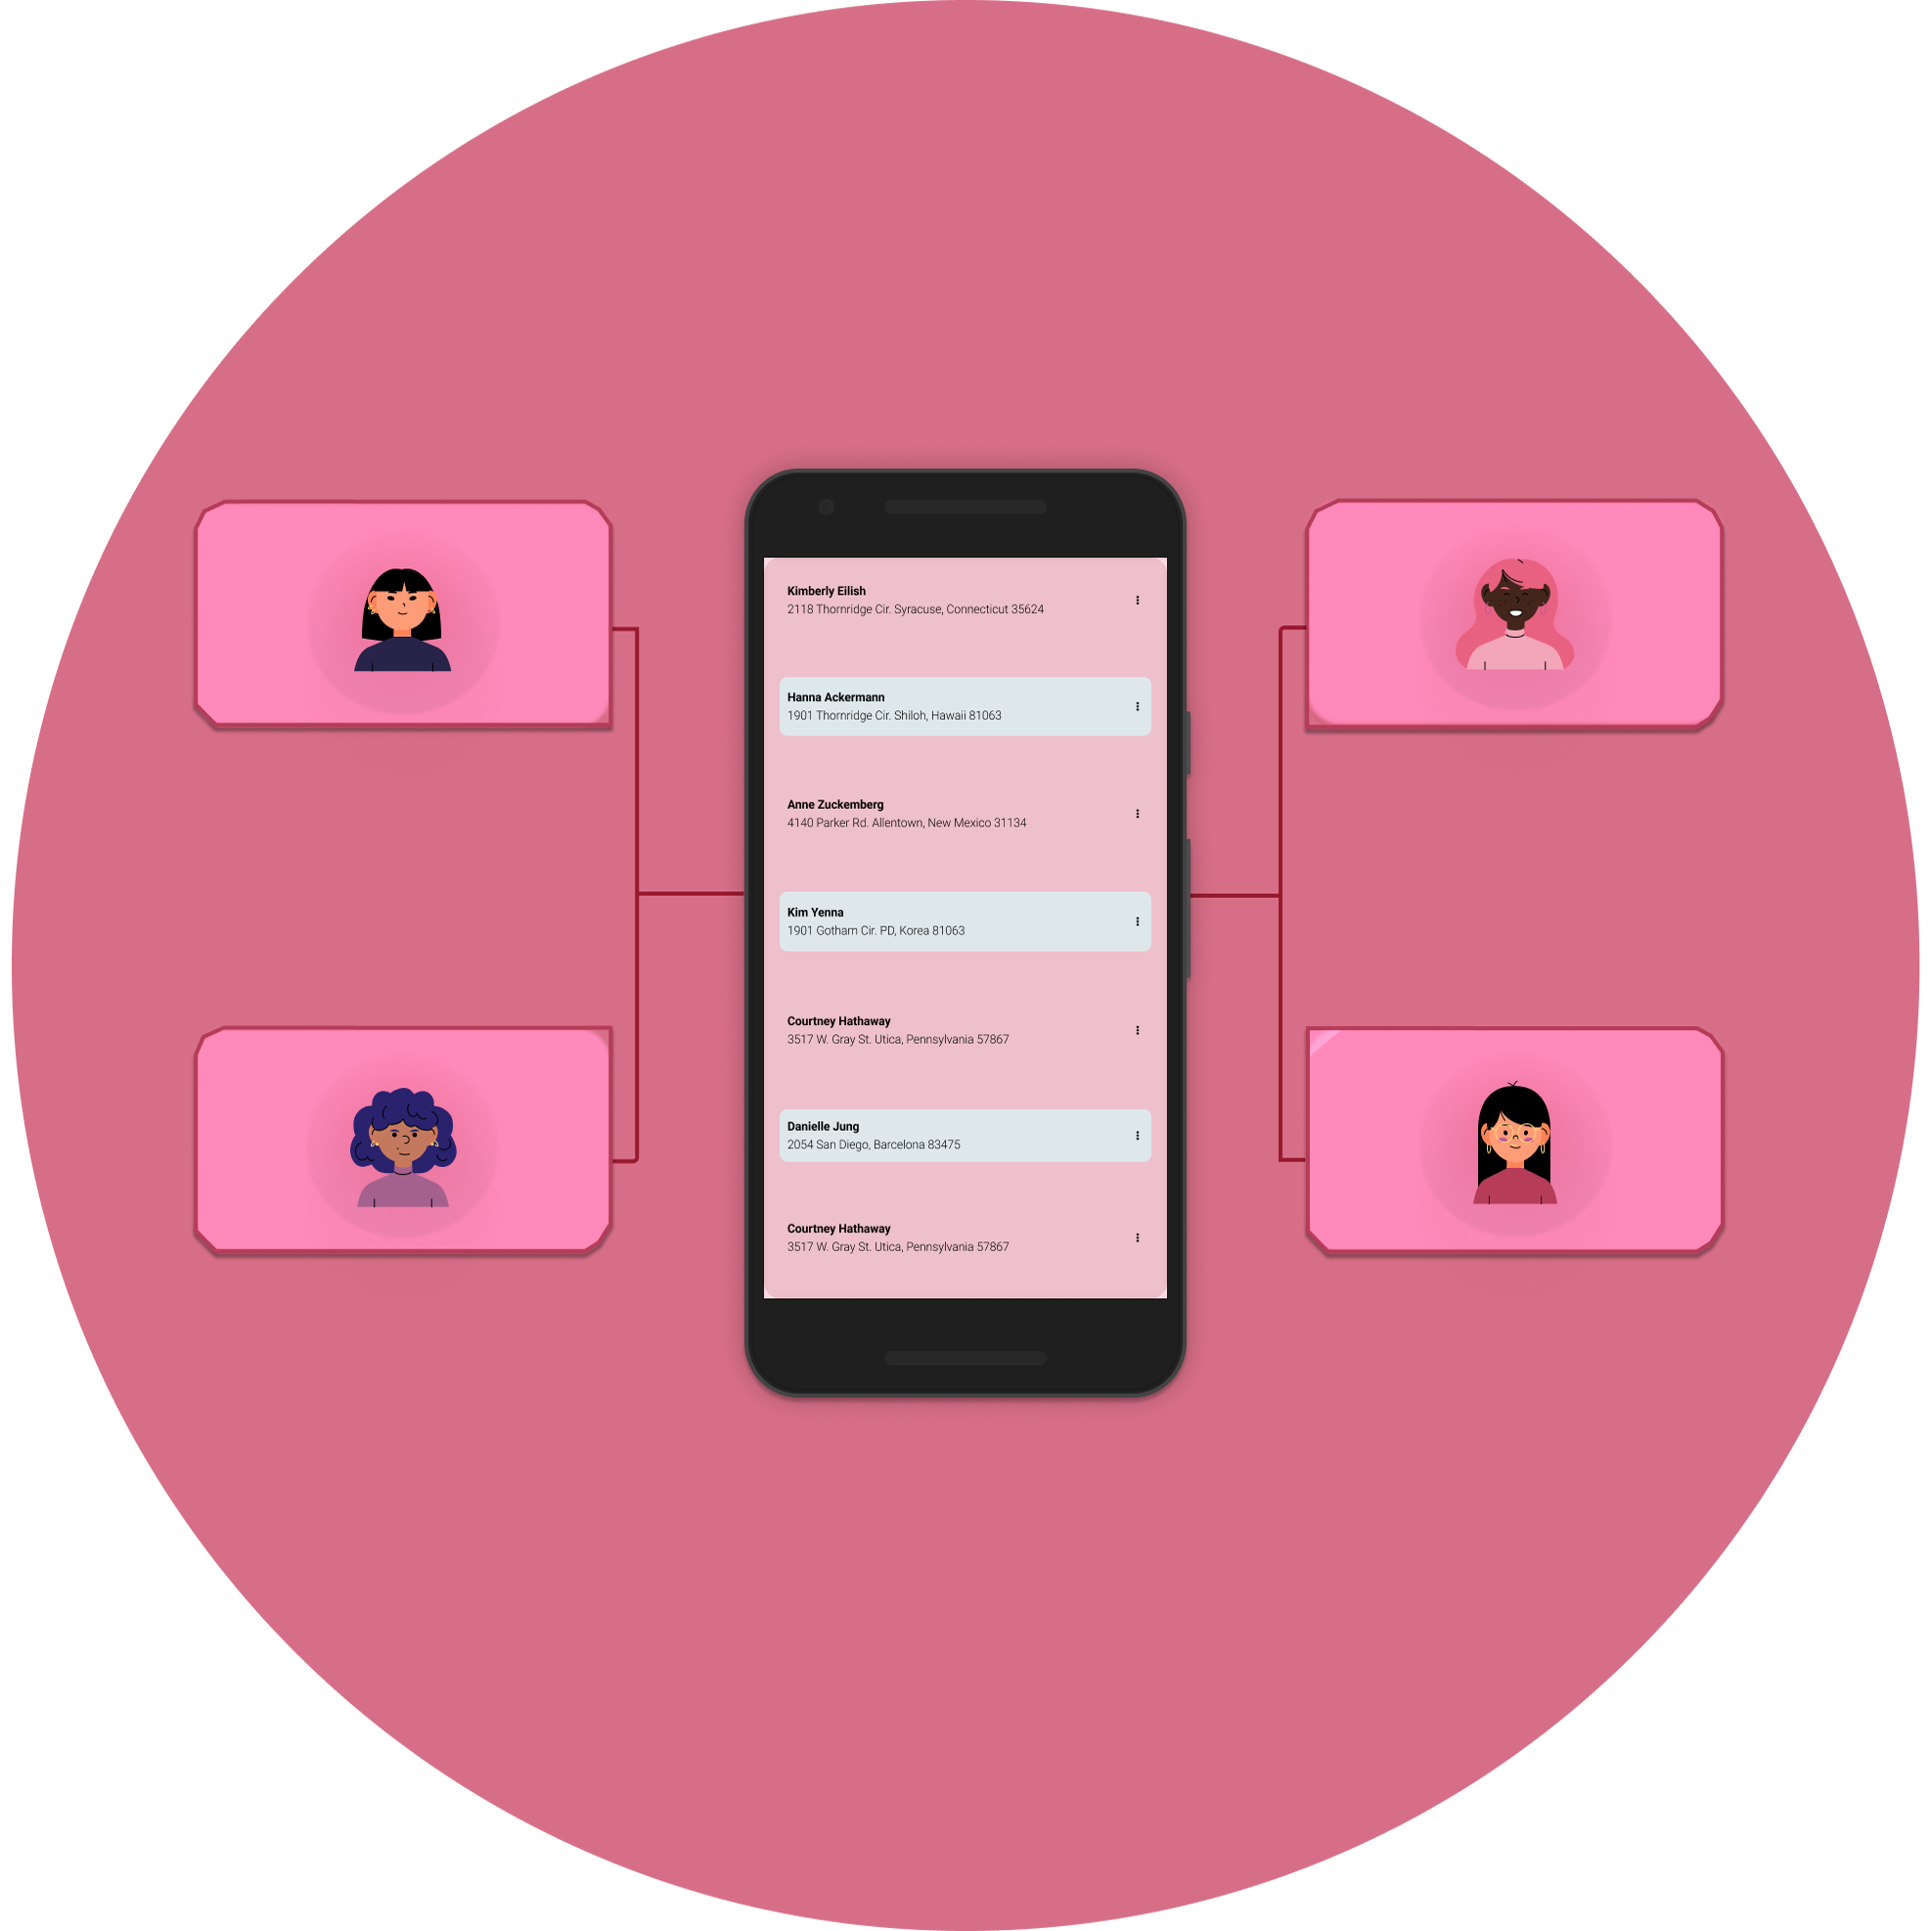 Kimberly Eilish
2118 Thornridge Cir. Syracuse, Connecticut 35624
Hanna Ackermann
1901 Thornridge Cir. Shiloh, Hawaii 81063
Anne Zuckemberg
4140 Parker Rd. Allentown, New Mexico 31134
Kim Yenna
1901 Gotham Cir. PD, Korea 81063
Courtney Hathaway
3517 W. Gray St. Utica, Pennsylvania 57867
Danielle Jung
2054 San Diego, Barcelona 83475
Courtney Hathaway
3517 W. Gray St. Utica, Pennsylvania 57867